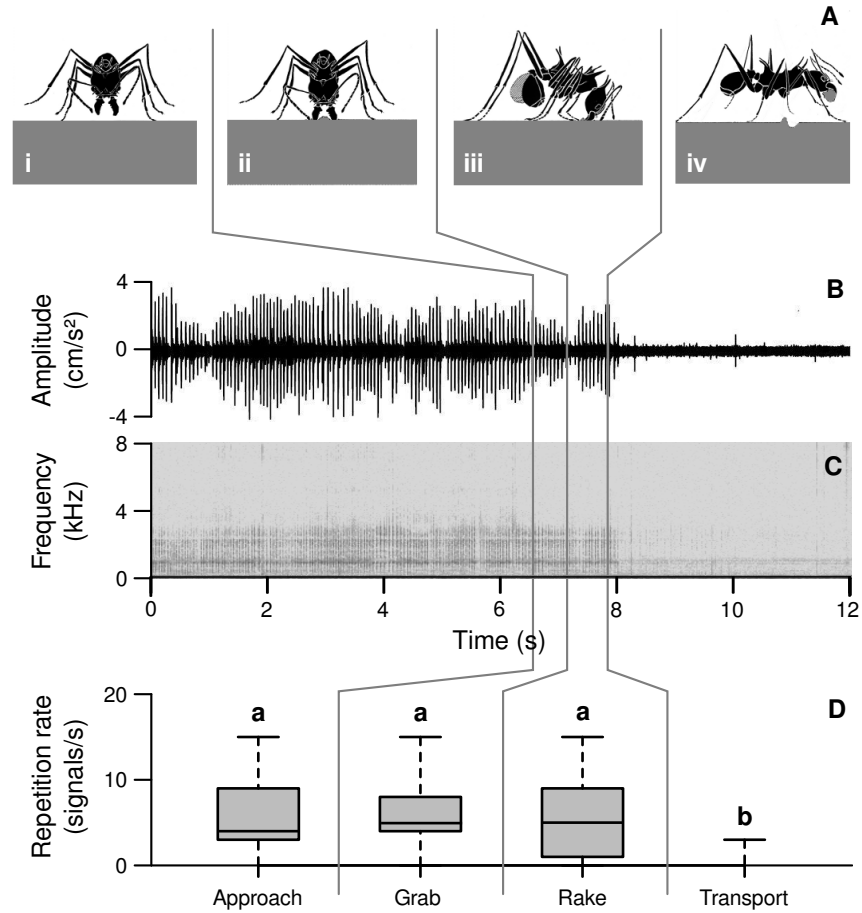 A
i
ii
iii
iv
B
Amplitude
(cm/s²)
4
0
-4
C
Frequency
(kHz)
8
4
0
0 2 4 6 8 10 12
Time (s)
D
Repetition rate
(signals/s)
20
10
0
a a a b
Approach Grab Rake Transport